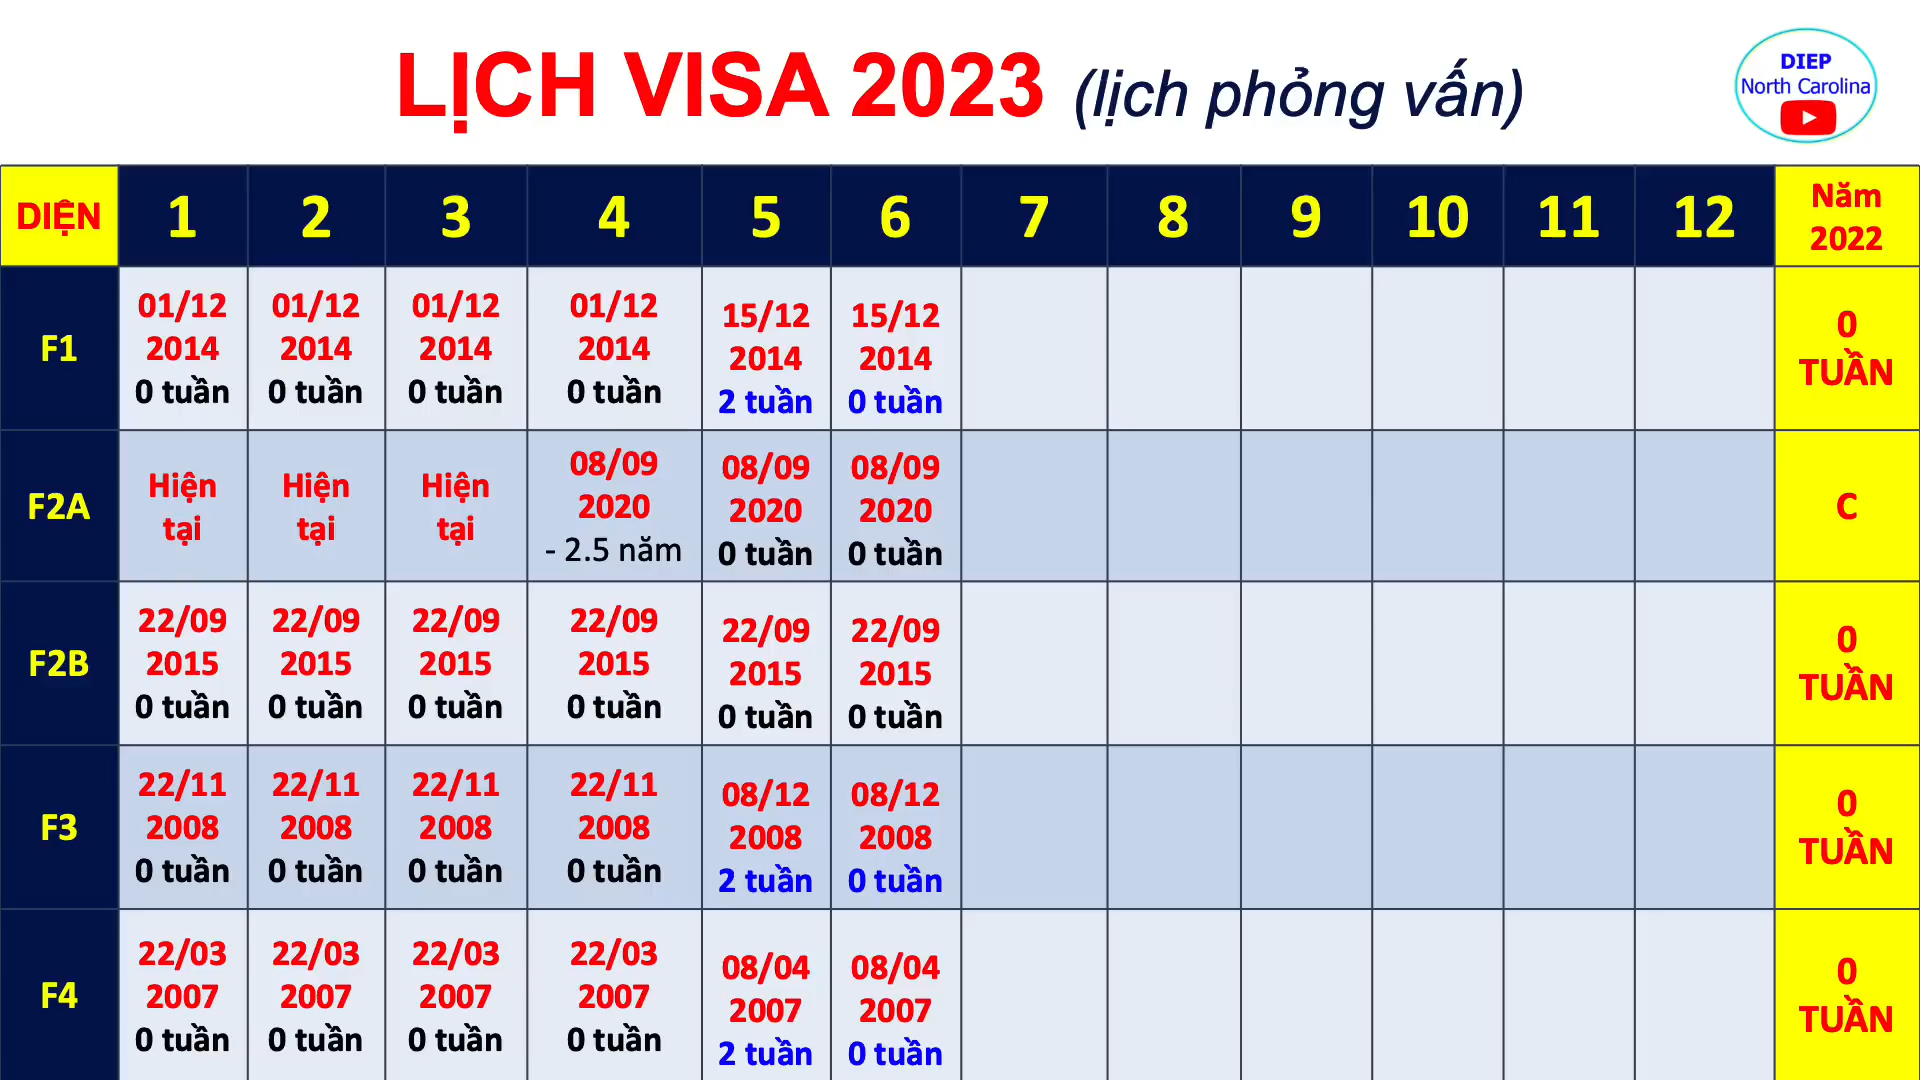 LỊCH VISA 2023 (lịch phỏng vấn)
DIEP
North Carolina
DIỆN 1 2 3 4 5 6 7 8 9 10 11 12 Năm 2022
F1
01/12 2014 0 tuần
01/12 2014 0 tuần
01/12 2014 0 tuần
01/12 2014 0 tuần
15/12 2014 2 tuần
15/12 2014 0 tuần
0 TUẦN
F2A
Hiện tại
Hiện tại
Hiện tại
08/09 2020 - 2.5 năm
08/09 2020 0 tuần
08/09 2020 0 tuần
C
F2B
22/09 2015 0 tuần
22/09 2015 0 tuần
22/09 2015 0 tuần
22/09 2015 0 tuần
22/09 2015 0 tuần
22/09 2015 0 tuần
0 TUẦN
F3
22/11 2008 0 tuần
22/11 2008 0 tuần
22/11 2008 0 tuần
22/11 2008 0 tuần
08/12 2008 2 tuần
08/12 2008 0 tuần
0 TUẦN
F4
22/03 2007 0 tuần
22/03 2007 0 tuần
22/03 2007 0 tuần
22/03 2007 0 tuần
08/04 2007 2 tuần
08/04 2007 0 tuần
0 TUẦN